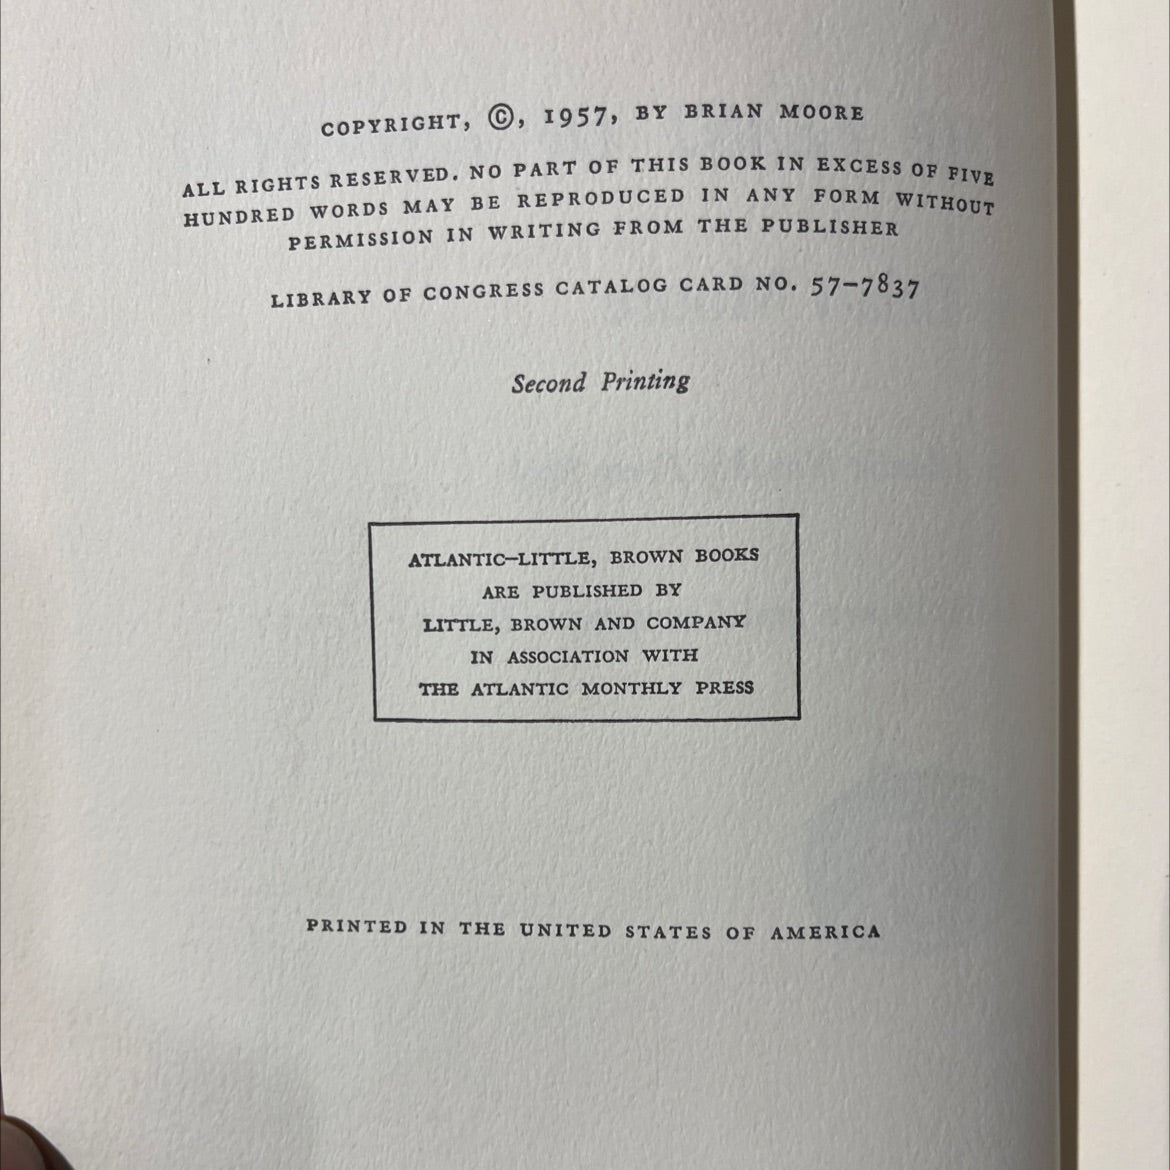 COPYRIGHT, ©, 1957, BY BRIAN MOORE
ALL RIGHTS RESERVED. NO PART OF THIS BOOK IN EXCESS OF FIVE
HUNDRED WORDS MAY BE REPRODUCED IN ANY FORM WITHOUT
PERMISSION IN WRITING FROM THE PUBLISHER
LIBRARY OF CONGRESS CATALOG CARD NO. 57–7837
Second Printing
ATLANTIC–LITTLE, BROWN BOOKS
ARE PUBLISHED BY
LITTLE, BROWN AND COMPANY
IN ASSOCIATION WITH
THE ATLANTIC MONTHLY PRESS
PRINTED IN THE UNITED STATES OF AMERICA